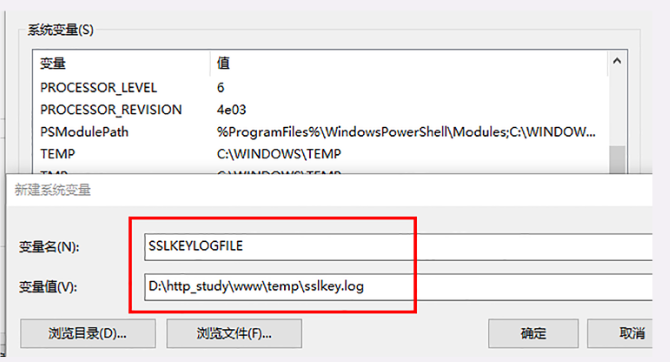 系统变量(S)
变量 值
PROCESSOR_LEVEL 6
PROCESSOR_REVISION 4e03
PSModulePath %ProgramFiles%\WindowsPowerShell\Modules;C:\WINDOW...
TEMP C:\WINDOWS\TEMP
TMP C:\WINDOWS\TEMP
新建系统变量
变量名(N): SSLKEYLOGFILE
变量值(V): D:\http_study\www\temp\sslkey.log
浏览目录(D)... 浏览文件(F)... 确定 取消